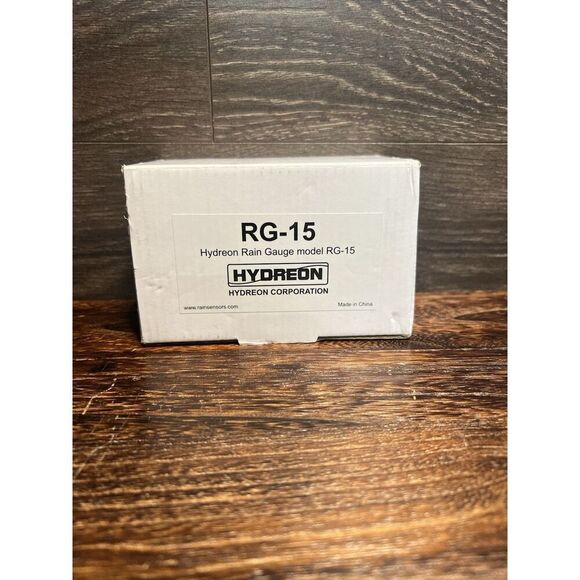 RG-15
Hydreon Rain Gauge model RG-15
HYDREON
HYDREON CORPORATION
www.rainsensors.com
Made in China